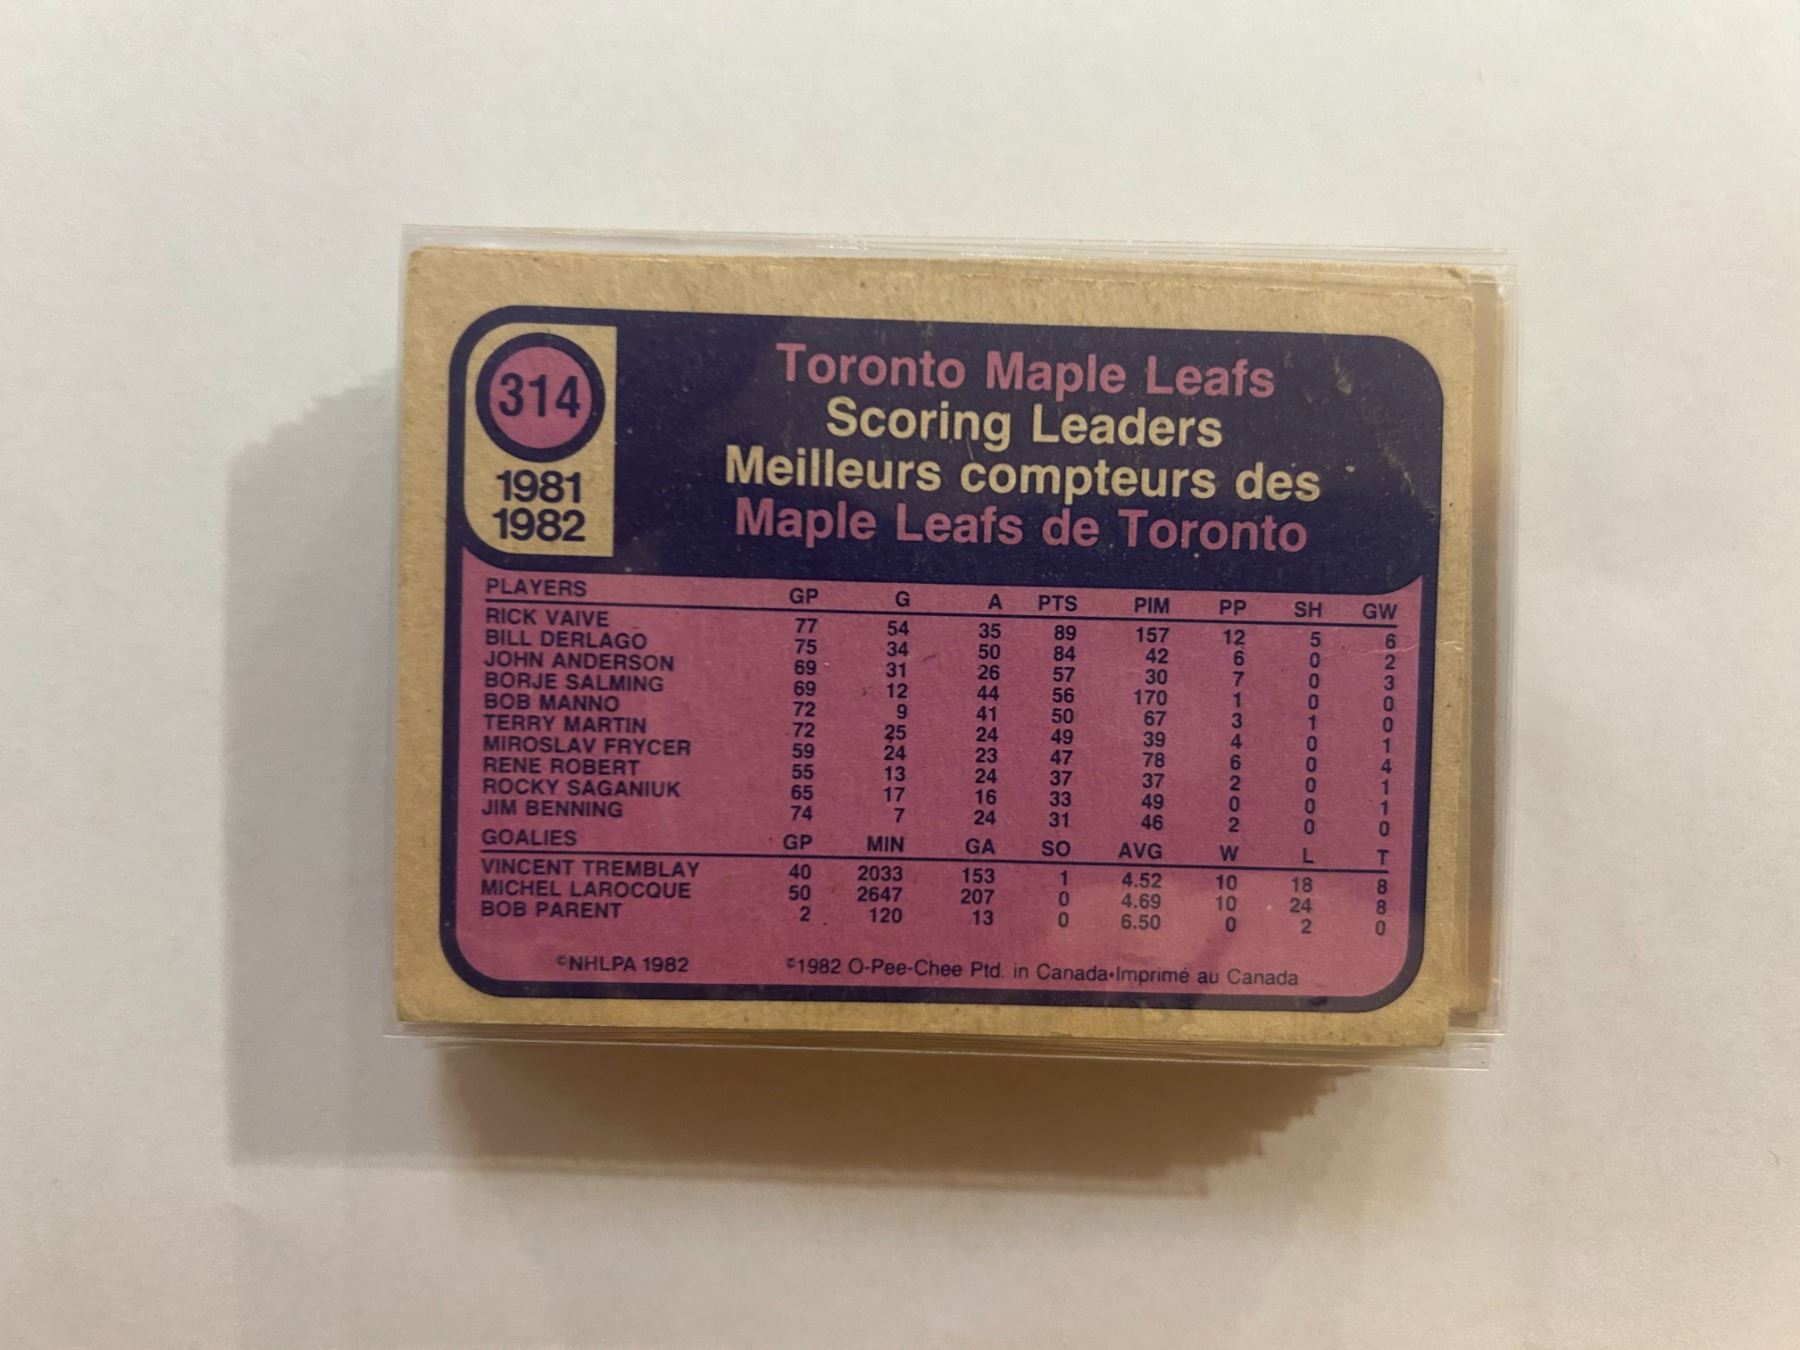 314
1981
1982
Toronto Maple Leafs
Scoring Leaders
Meilleurs compteurs des
Maple Leafs de Toronto
PLAYERS GP G A PTS PIM PP SH GW
RICK VAIVE 77 54 35 89 157 12 5 6
BILL DERLAGO 75 34 50 84 42 6 0 2
JOHN ANDERSON 69 31 26 57 30 7 0 3
BORJE SALMING 69 12 44 56 170 1 0 0
BOB MANNO 72 9 41 50 67 3 1 0
TERRY MARTIN 72 25 24 49 39 4 0 1
MIROSLAV FRYCER 59 24 23 47 78 6 0 4
RENE ROBERT 55 13 24 37 37 2 0 1
ROCKY SAGANIUK 65 17 16 33 49 0 0 1
JIM BENNING 74 7 24 31 46 2 0 0
GOALIES GP MIN GA SO AVG W L T
VINCENT TREMBLAY 40 2033 153 1 4.52 10 18 8
MICHEL LAROCQUE 50 2647 207 0 4.69 10 24 8
BOB PARENT 2 120 13 0 6.50 0 2 0
©NHLPA 1982 ©1982 O-Pee-Chee Ptd. in Canada•Imprimé au Canada